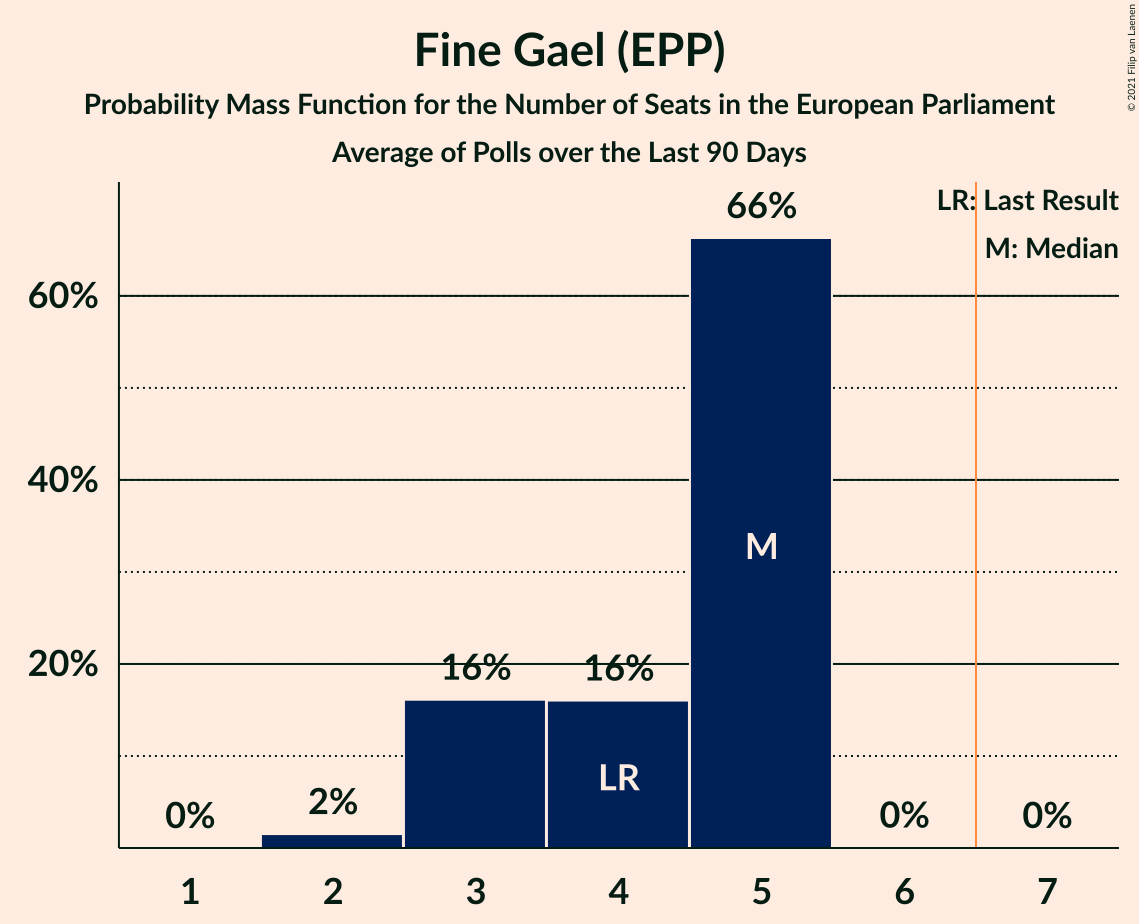 Fine Gael (EPP)
Probability Mass Function for the Number of Seats in the European Parliament
Average of Polls over the Last 90 Days
© 2021 Filip van Laenen
LR: Last Result
M: Median
66%
60%
40%
M
20%
16%
16%
LR
0%
2%
0%
0%
1
2
3
4
5
6
7